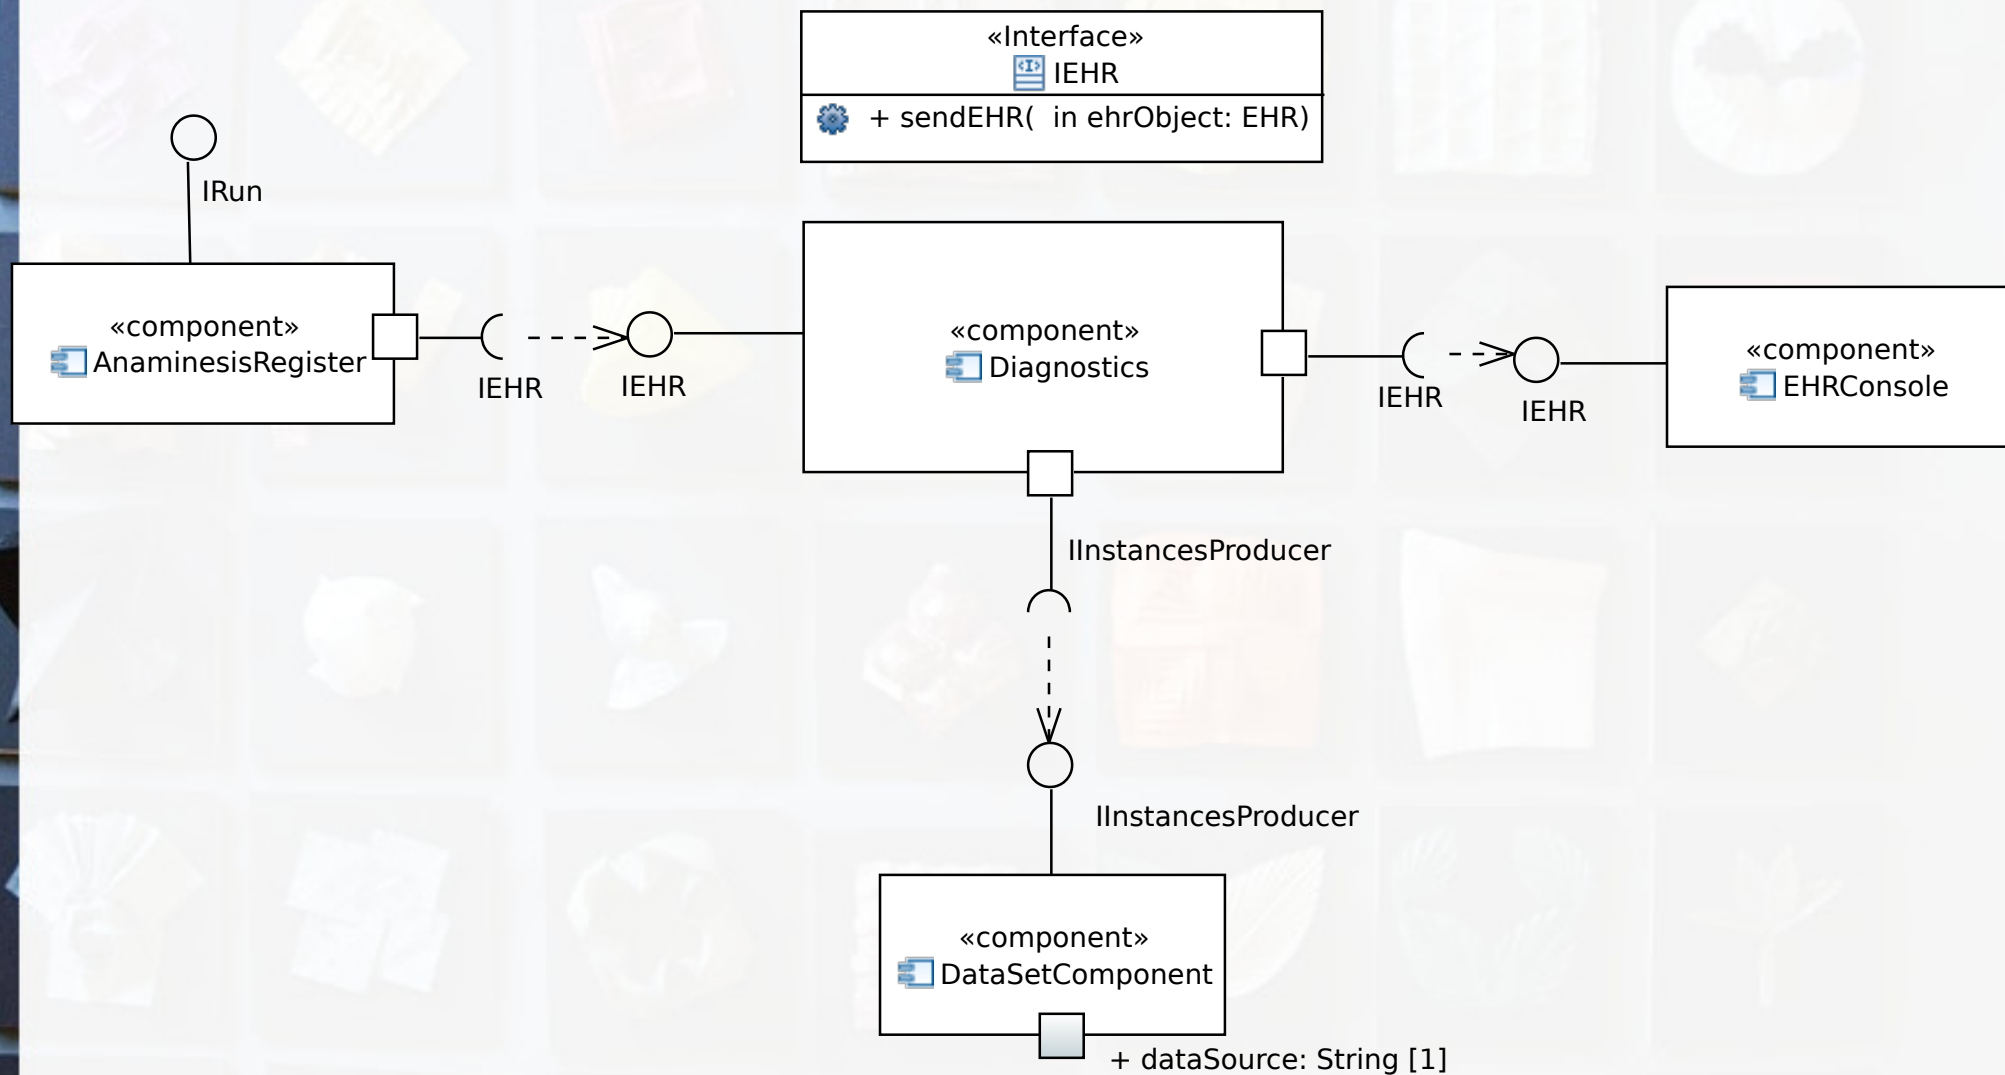 «Interface»
IEHR
+ sendEHR(  in ehrObject: EHR)
IRun
«component»
AnaminesisRegister
IEHR
IEHR
«component»
Diagnostics
IEHR
IEHR
«component»
EHRConsole
IInstancesProducer
IInstancesProducer
«component»
DataSetComponent
+ dataSource: String [1]